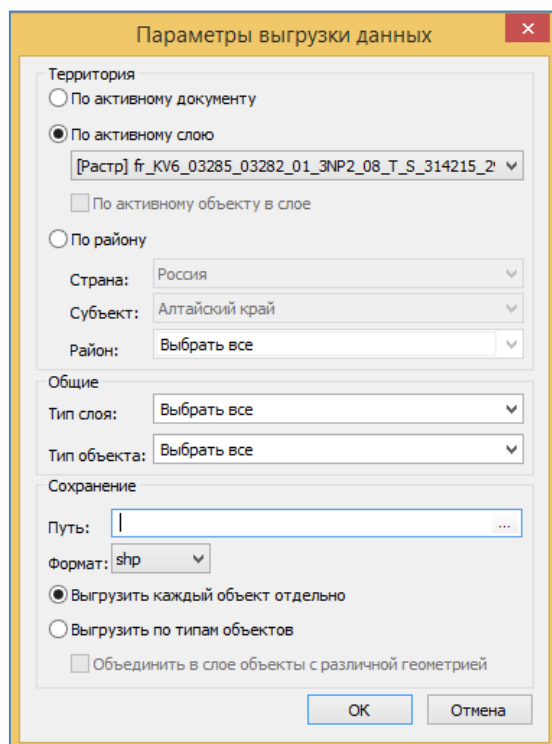 Параметры выгрузки данных
Территория
По активному документу
По активному слою
[Растр] fr_KV6_03285_03282_01_3NP2_08_T_S_314215_2
По активному объекту в слое
По району
Страна: Россия
Субъект: Алтайский край
Район: Выбрать все
Общие
Тип слоя: Выбрать все
Тип объекта: Выбрать все
Сохранение
Путь: ...
Формат: shp
Выгрузить каждый объект отдельно
Выгрузить по типам объектов
Объединить в слое объекты с различной геометрией
OK Отмена